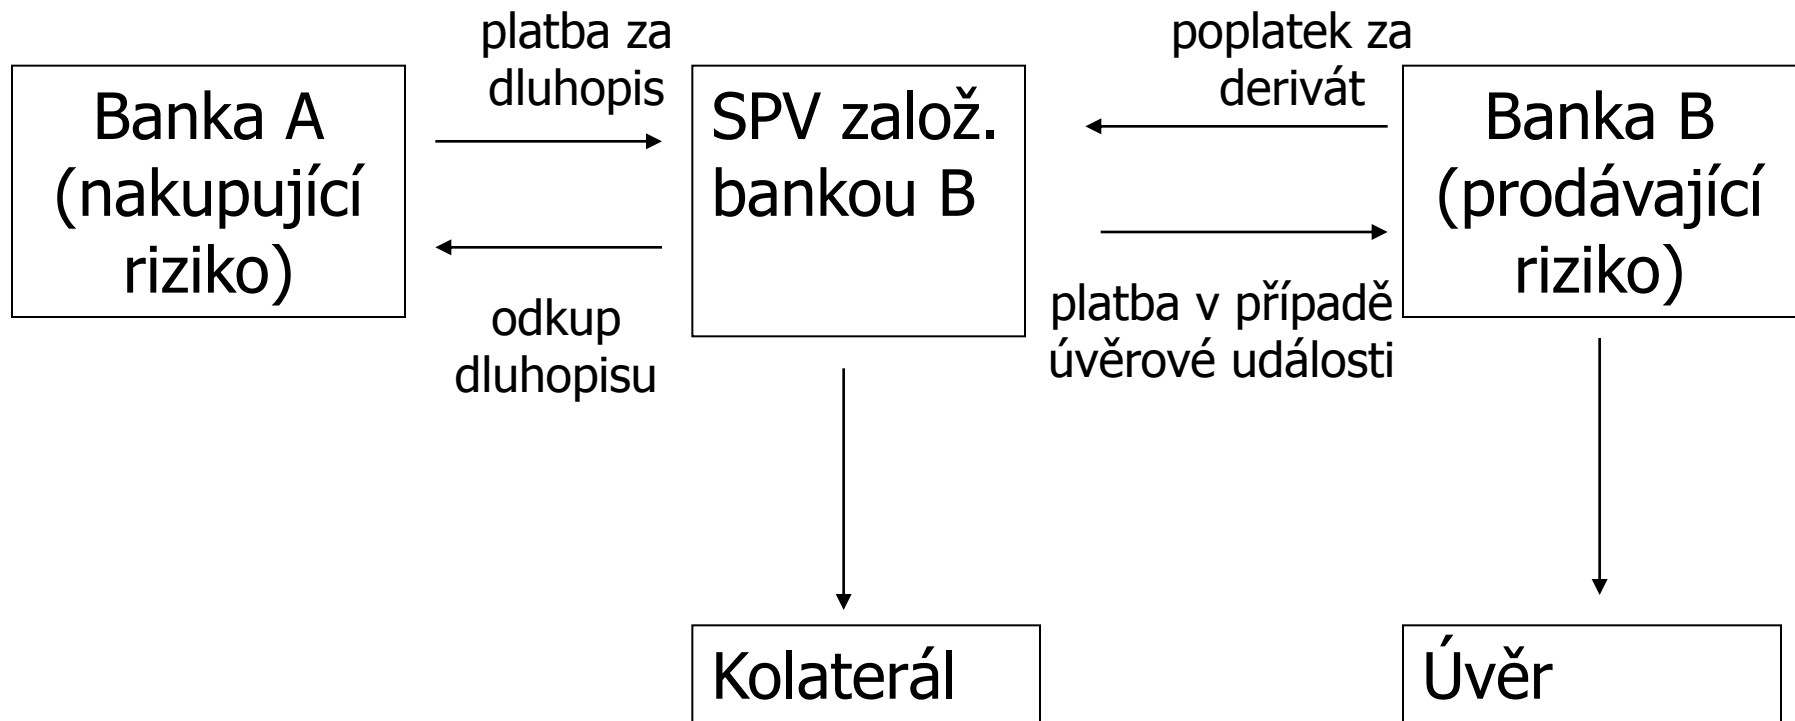 platba za
dluhopis
poplatek za
derivát
Banka A
(nakupující
riziko)
SPV založ.
bankou B
Banka B
(prodávající
riziko)
odkup
dluhopisu
platba v případě
úvěrové události
Kolaterál
Úvěr